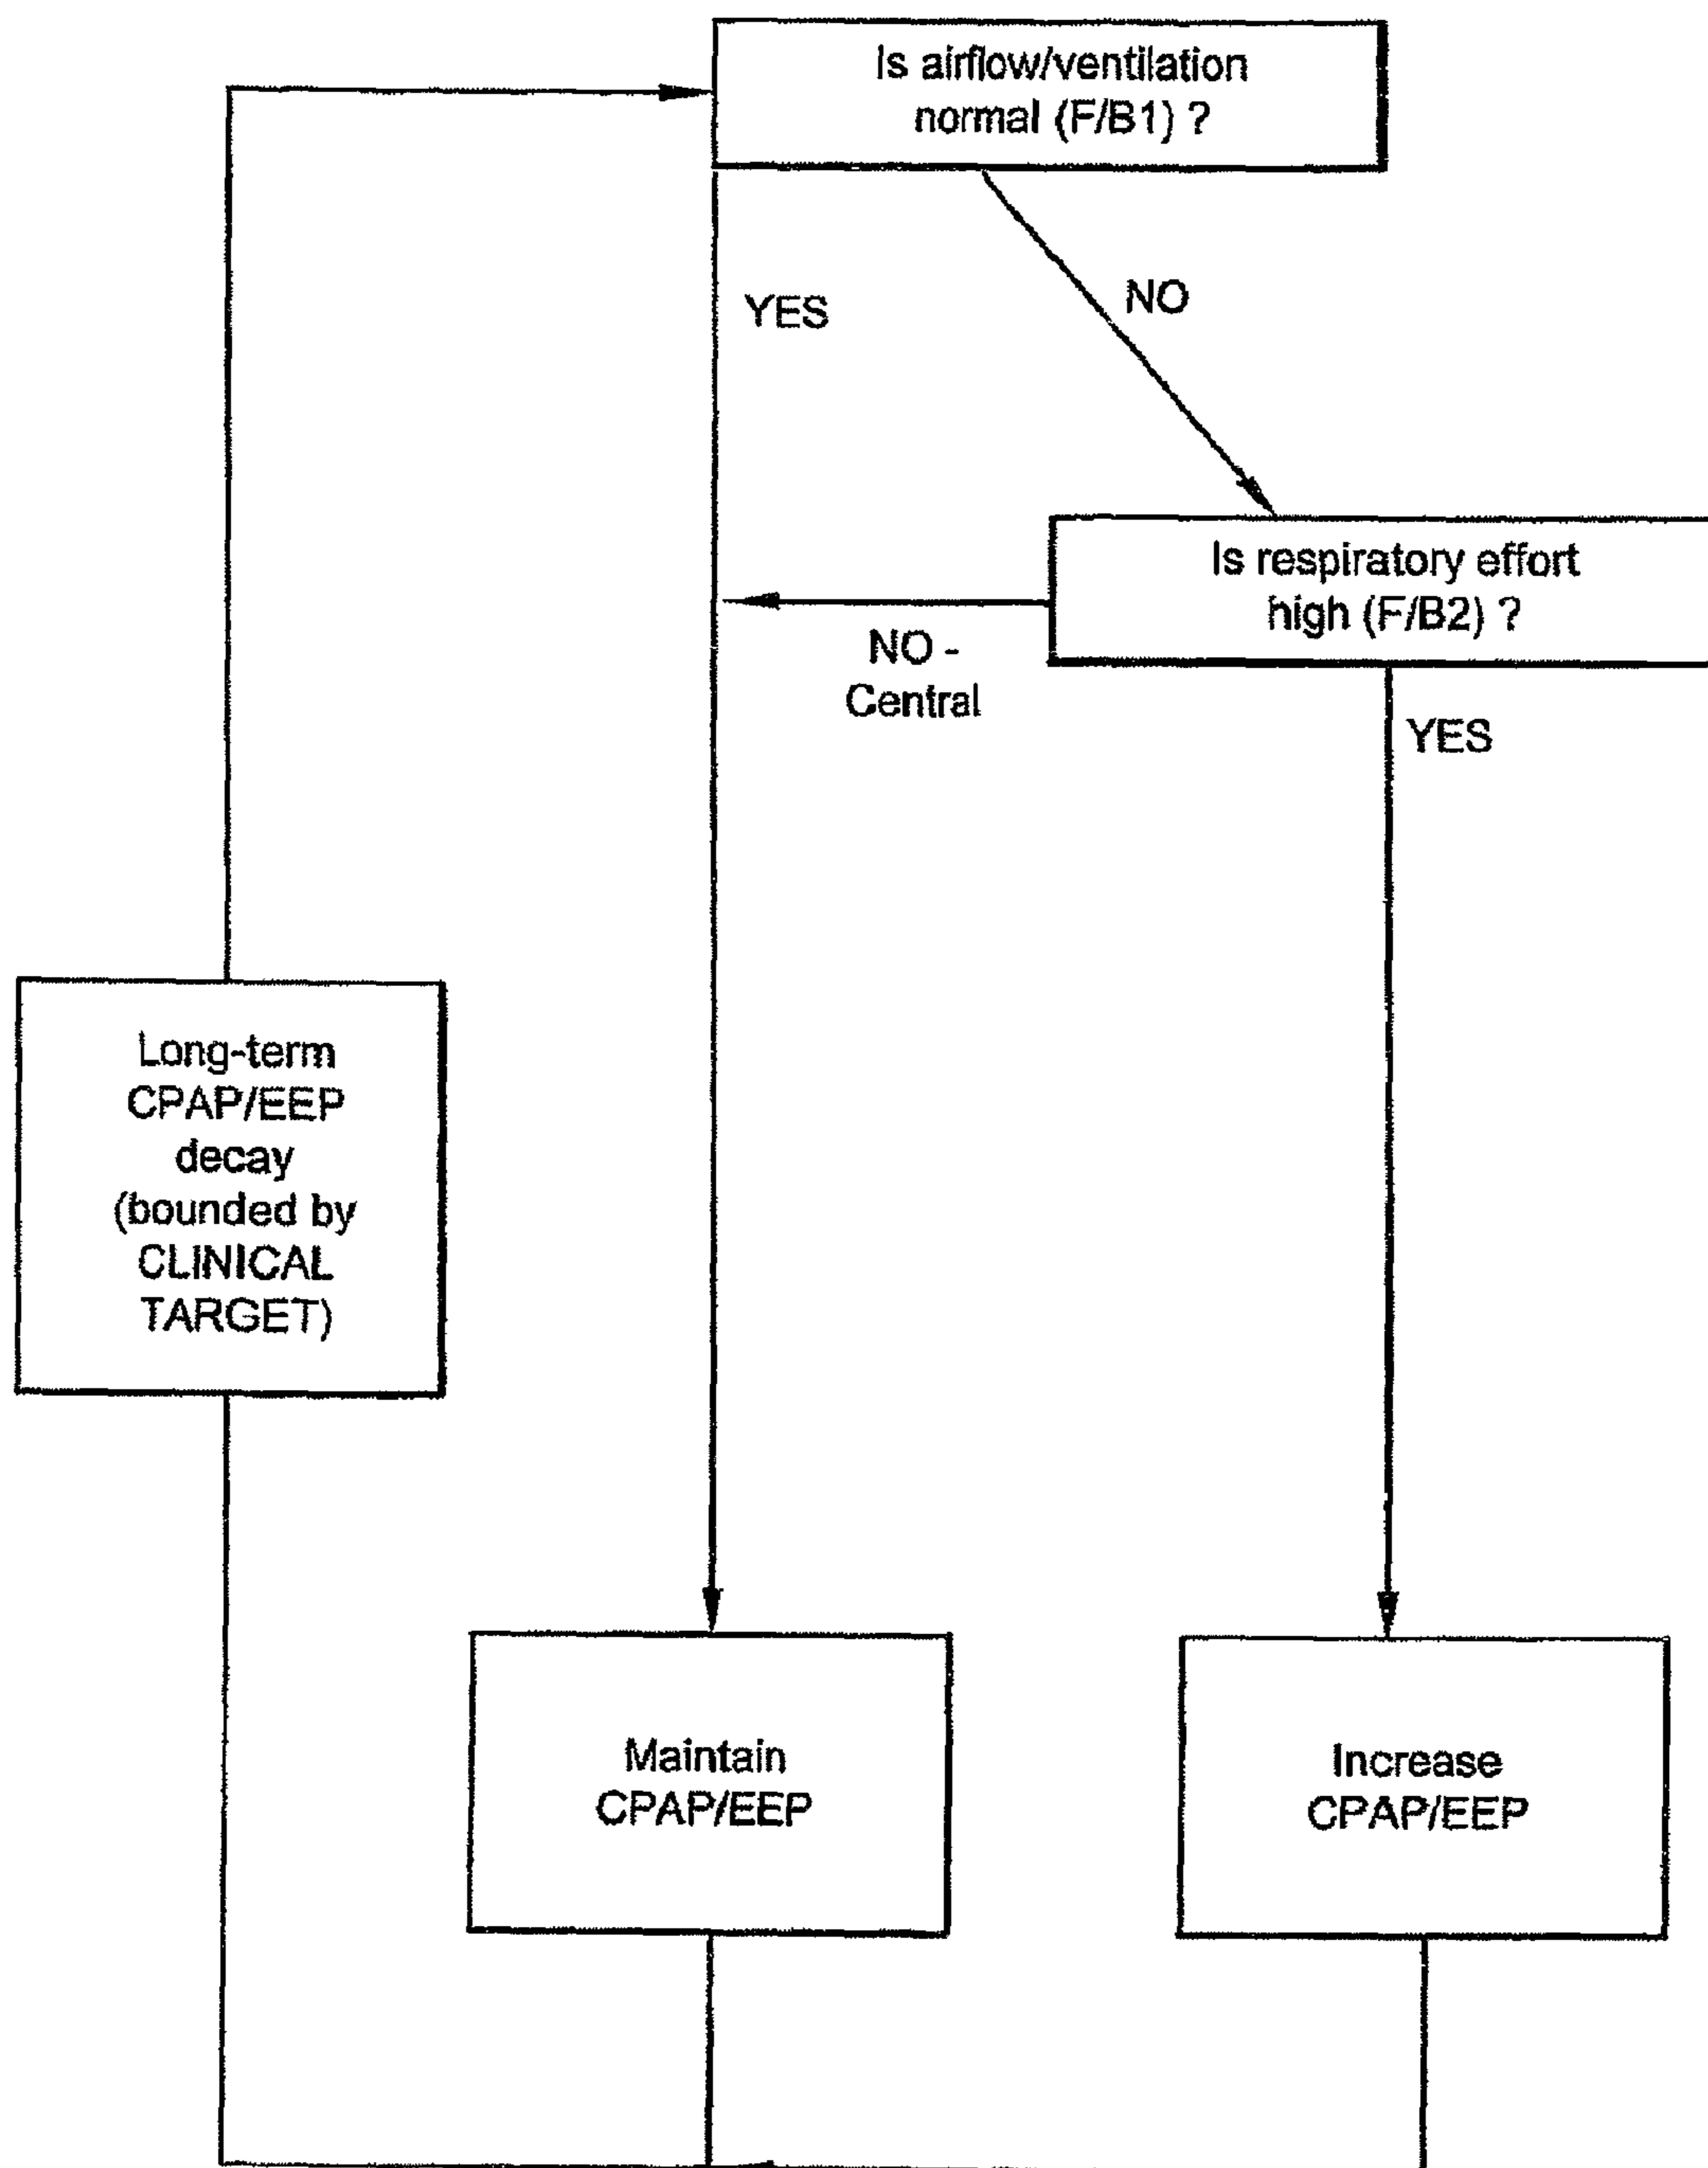 Is airflow/ventilation
normal (F/B1) ?
YES
NO
Is respiratory effort
high (F/B2) ?
NO -
Central
YES
Long-term
CPAP/EEP
decay
(bounded by
CLINICAL
TARGET)
Maintain
CPAP/EEP
Increase
CPAP/EEP